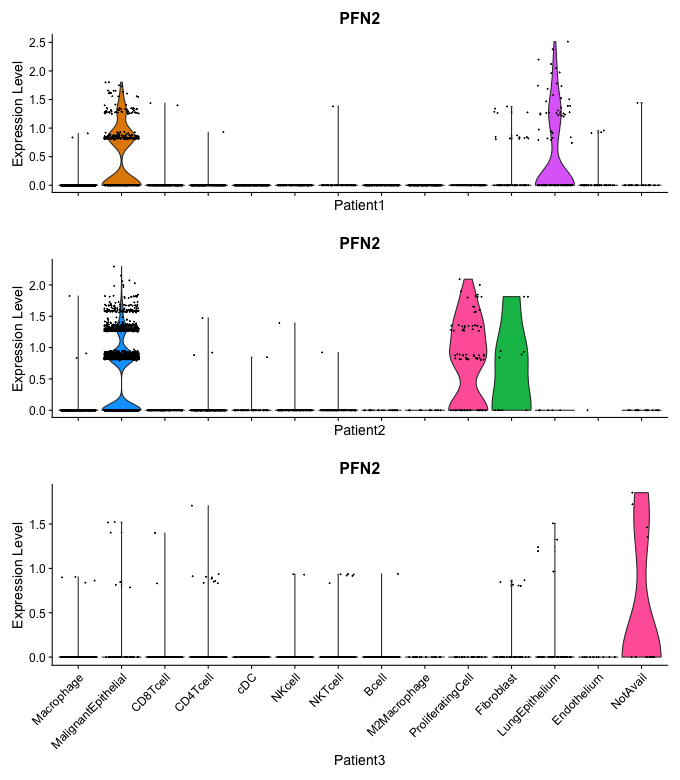 PFN2
Expression Level
2.5
2.0
1.5
1.0
0.5
0.0
Patient1
PFN2
Expression Level
2.0
1.5
1.0
0.5
0.0
Patient2
PFN2
Expression Level
1.5
1.0
0.5
0.0
Macrophage
MalignantEpithelial
CD8Tcell
CD4Tcell
cDC
NKcell
NKTcell
Bcell
M2Macrophage
ProliferatingCell
Fibroblast
LungEpithelium
Endothelium
NotAvail
Patient3